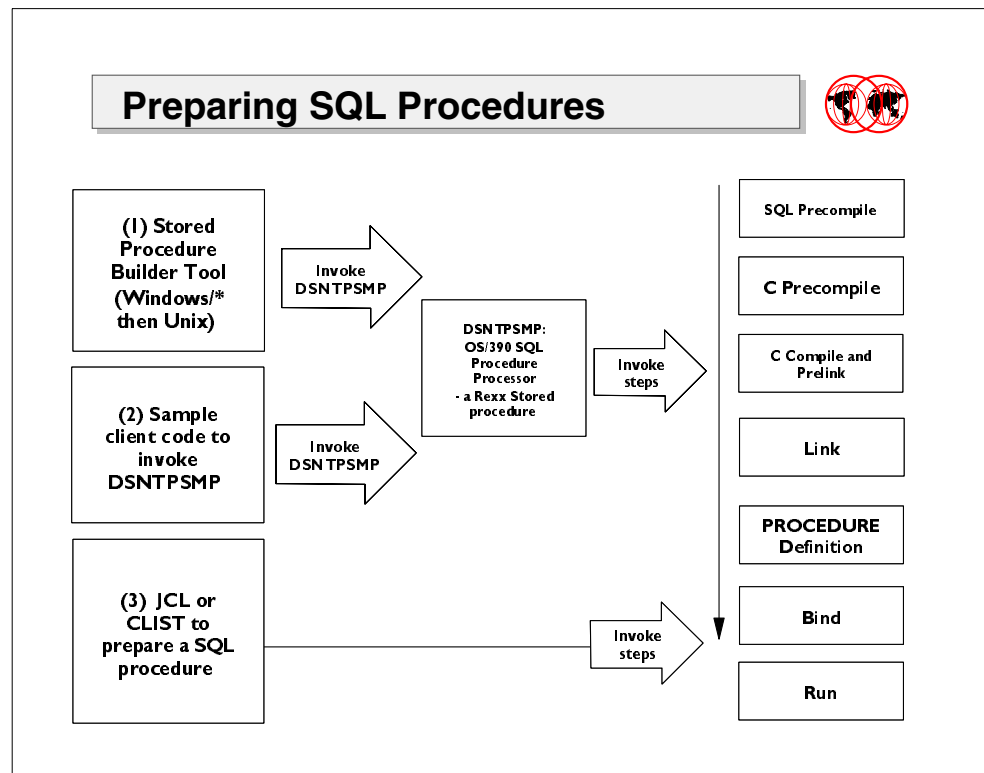 Preparing SQL Procedures
(1) Stored
Procedure
Builder Tool
(Windows/*
then Unix)
Invoke
DSNTPSMP
(2) Sample
client code to
invoke
DSNTPSMP
Invoke
DSNTPSMP
(3) JCL or
CLIST to
prepare a SQL
procedure
DSNTPSMP:
OS/390 SQL
Procedure
Processor
- a Rexx Stored
procedure
Invoke
steps
Invoke
steps
SQL Precompile
C Precompile
C Compile and
Prelink
Link
PROCEDURE
Definition
Bind
Run